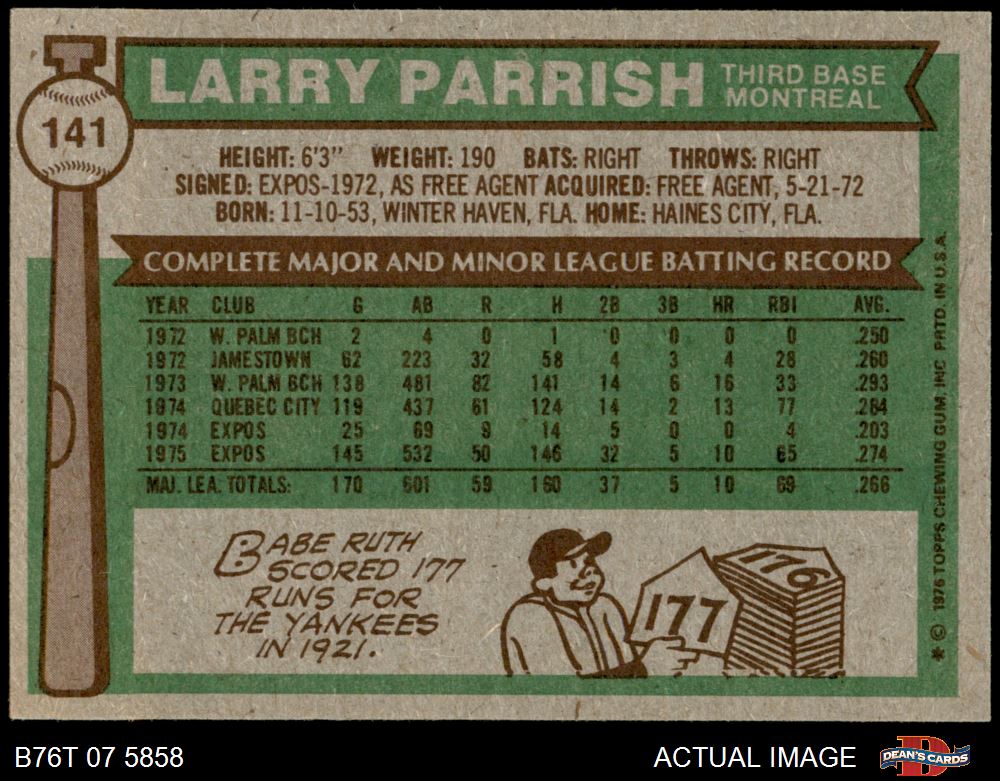 141
LARRY PARRISH
THIRD BASE
MONTREAL
HEIGHT: 6'3" WEIGHT: 190 BATS: RIGHT THROWS: RIGHT
SIGNED: EXPOS-1972, AS FREE AGENT ACQUIRED: FREE AGENT, 5-21-72
BORN: 11-10-53, WINTER HAVEN, FLA. HOME: HAINES CITY, FLA.
COMPLETE MAJOR AND MINOR LEAGUE BATTING RECORD
YEAR CLUB G AB R H 2B 3B HR RBI AVG.
1972 W. PALM BCH 2 4 0 1 0 0 0 0 .250
1972 JAMESTOWN 62 223 32 58 4 3 4 28 .260
1973 W. PALM BCH 138 481 82 141 14 6 16 33 .293
1974 QUEBEC CITY 119 437 61 124 14 2 13 77 .284
1974 EXPOS 25 69 9 14 5 0 0 4 .203
1975 EXPOS 145 532 50 146 32 5 10 65 .274
MAJ. LEA. TOTALS: 170 601 59 160 37 5 10 69 .266
BABE RUTH
SCORED 177
RUNS FOR
THE YANKEES
IN 1921.
177
176
* © 1976 TOPPS CHEWING GUM, INC. PRTD. IN U.S.A.
B76T 07 5858
ACTUAL IMAGE
DEAN'S CARDS